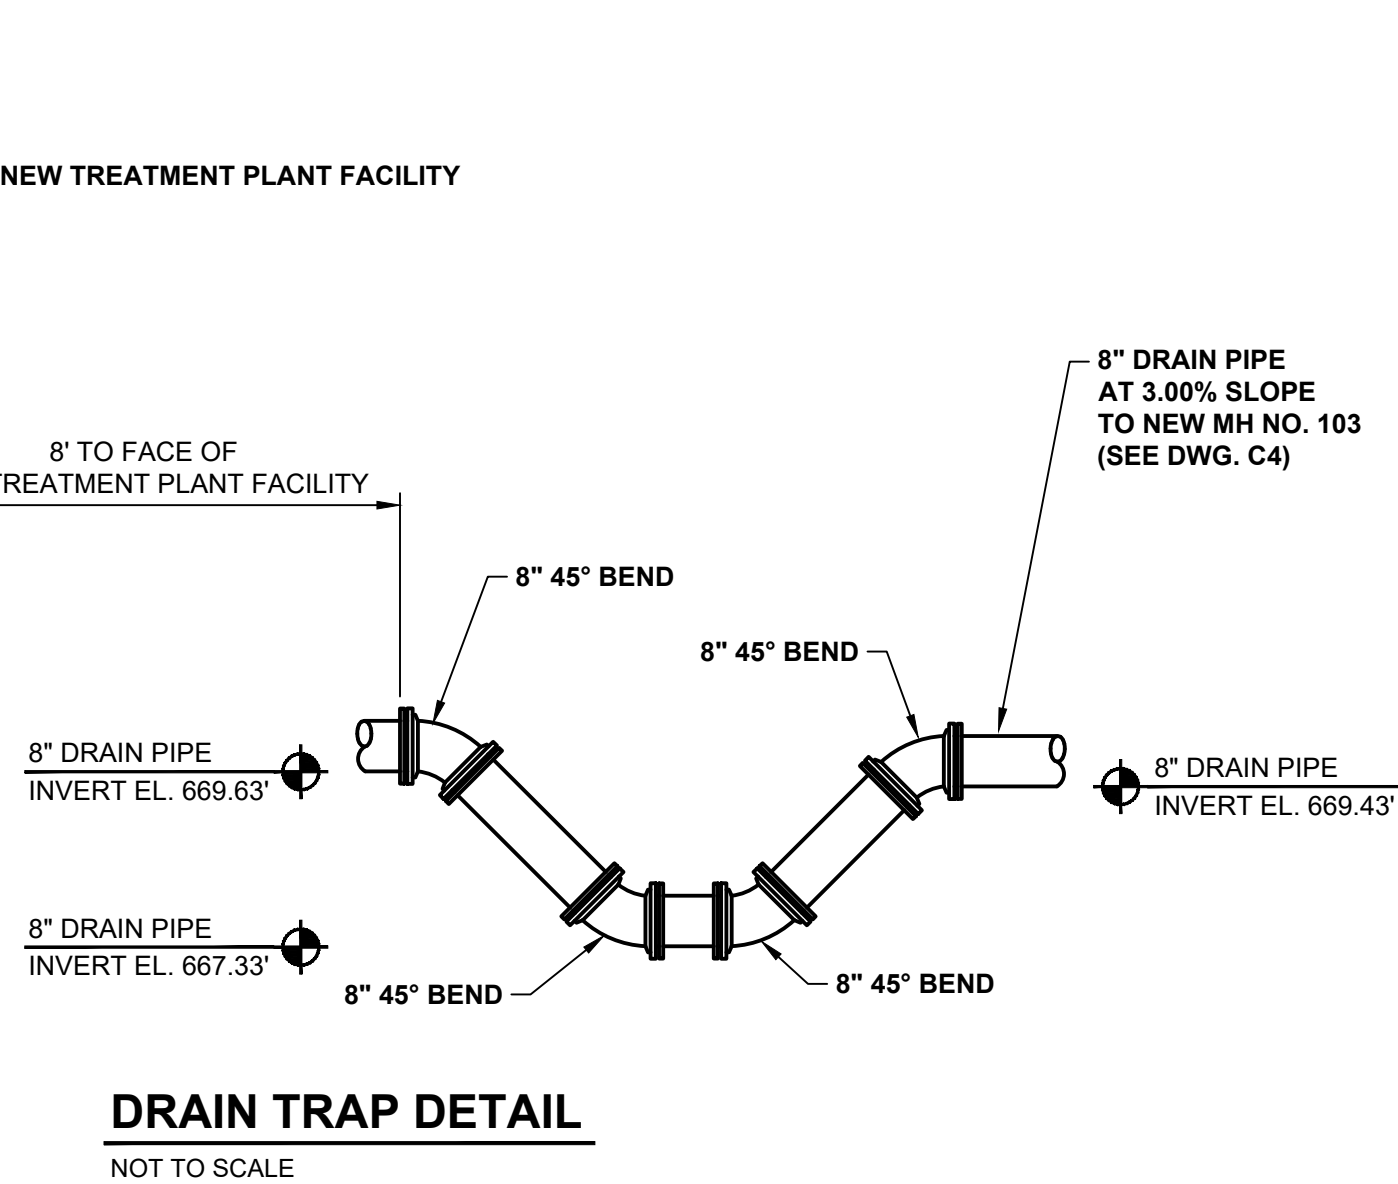 NEW TREATMENT PLANT FACILITY
8" DRAIN PIPE
AT 3.00% SLOPE
TO NEW MH NO. 103
(SEE DWG. C4)
8' TO FACE OF
TREATMENT PLANT FACILITY
8" 45° BEND
8" 45° BEND
8" DRAIN PIPE
INVERT EL. 669.63'
8" DRAIN PIPE
INVERT EL. 669.43'
8" DRAIN PIPE
INVERT EL. 667.33'
8" 45° BEND
8" 45° BEND
DRAIN TRAP DETAIL
NOT TO SCALE